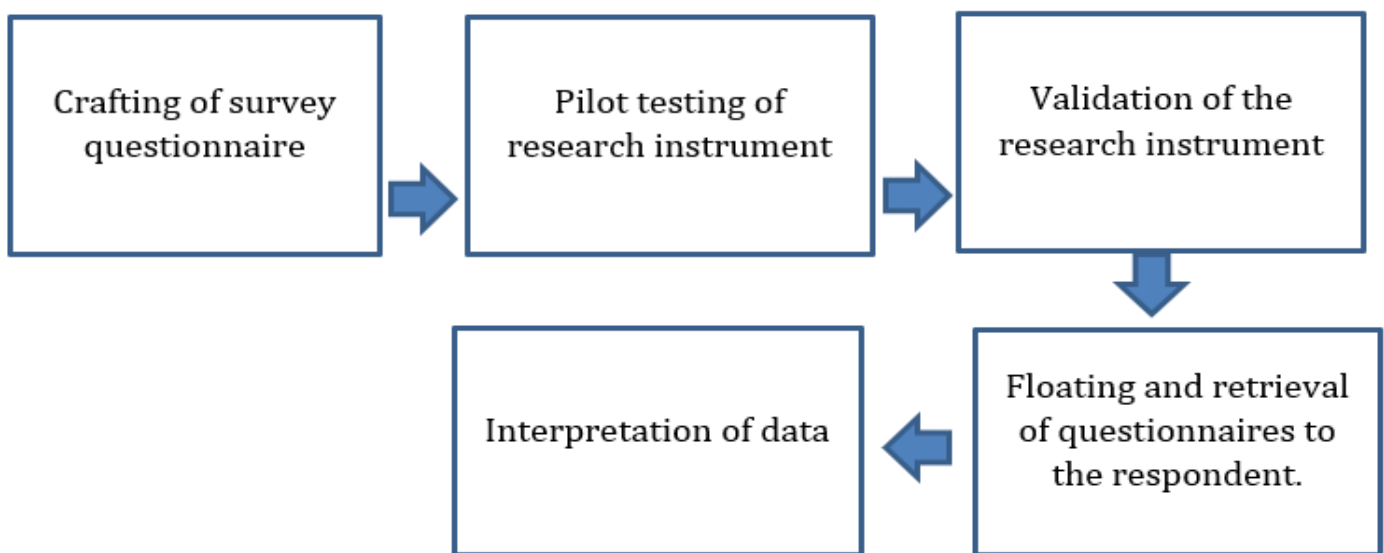 Crafting of survey
questionnaire
Pilot testing of
research instrument
Validation of the
research instrument
Floating and retrieval
of questionnaires to
the respondent.
Interpretation of data